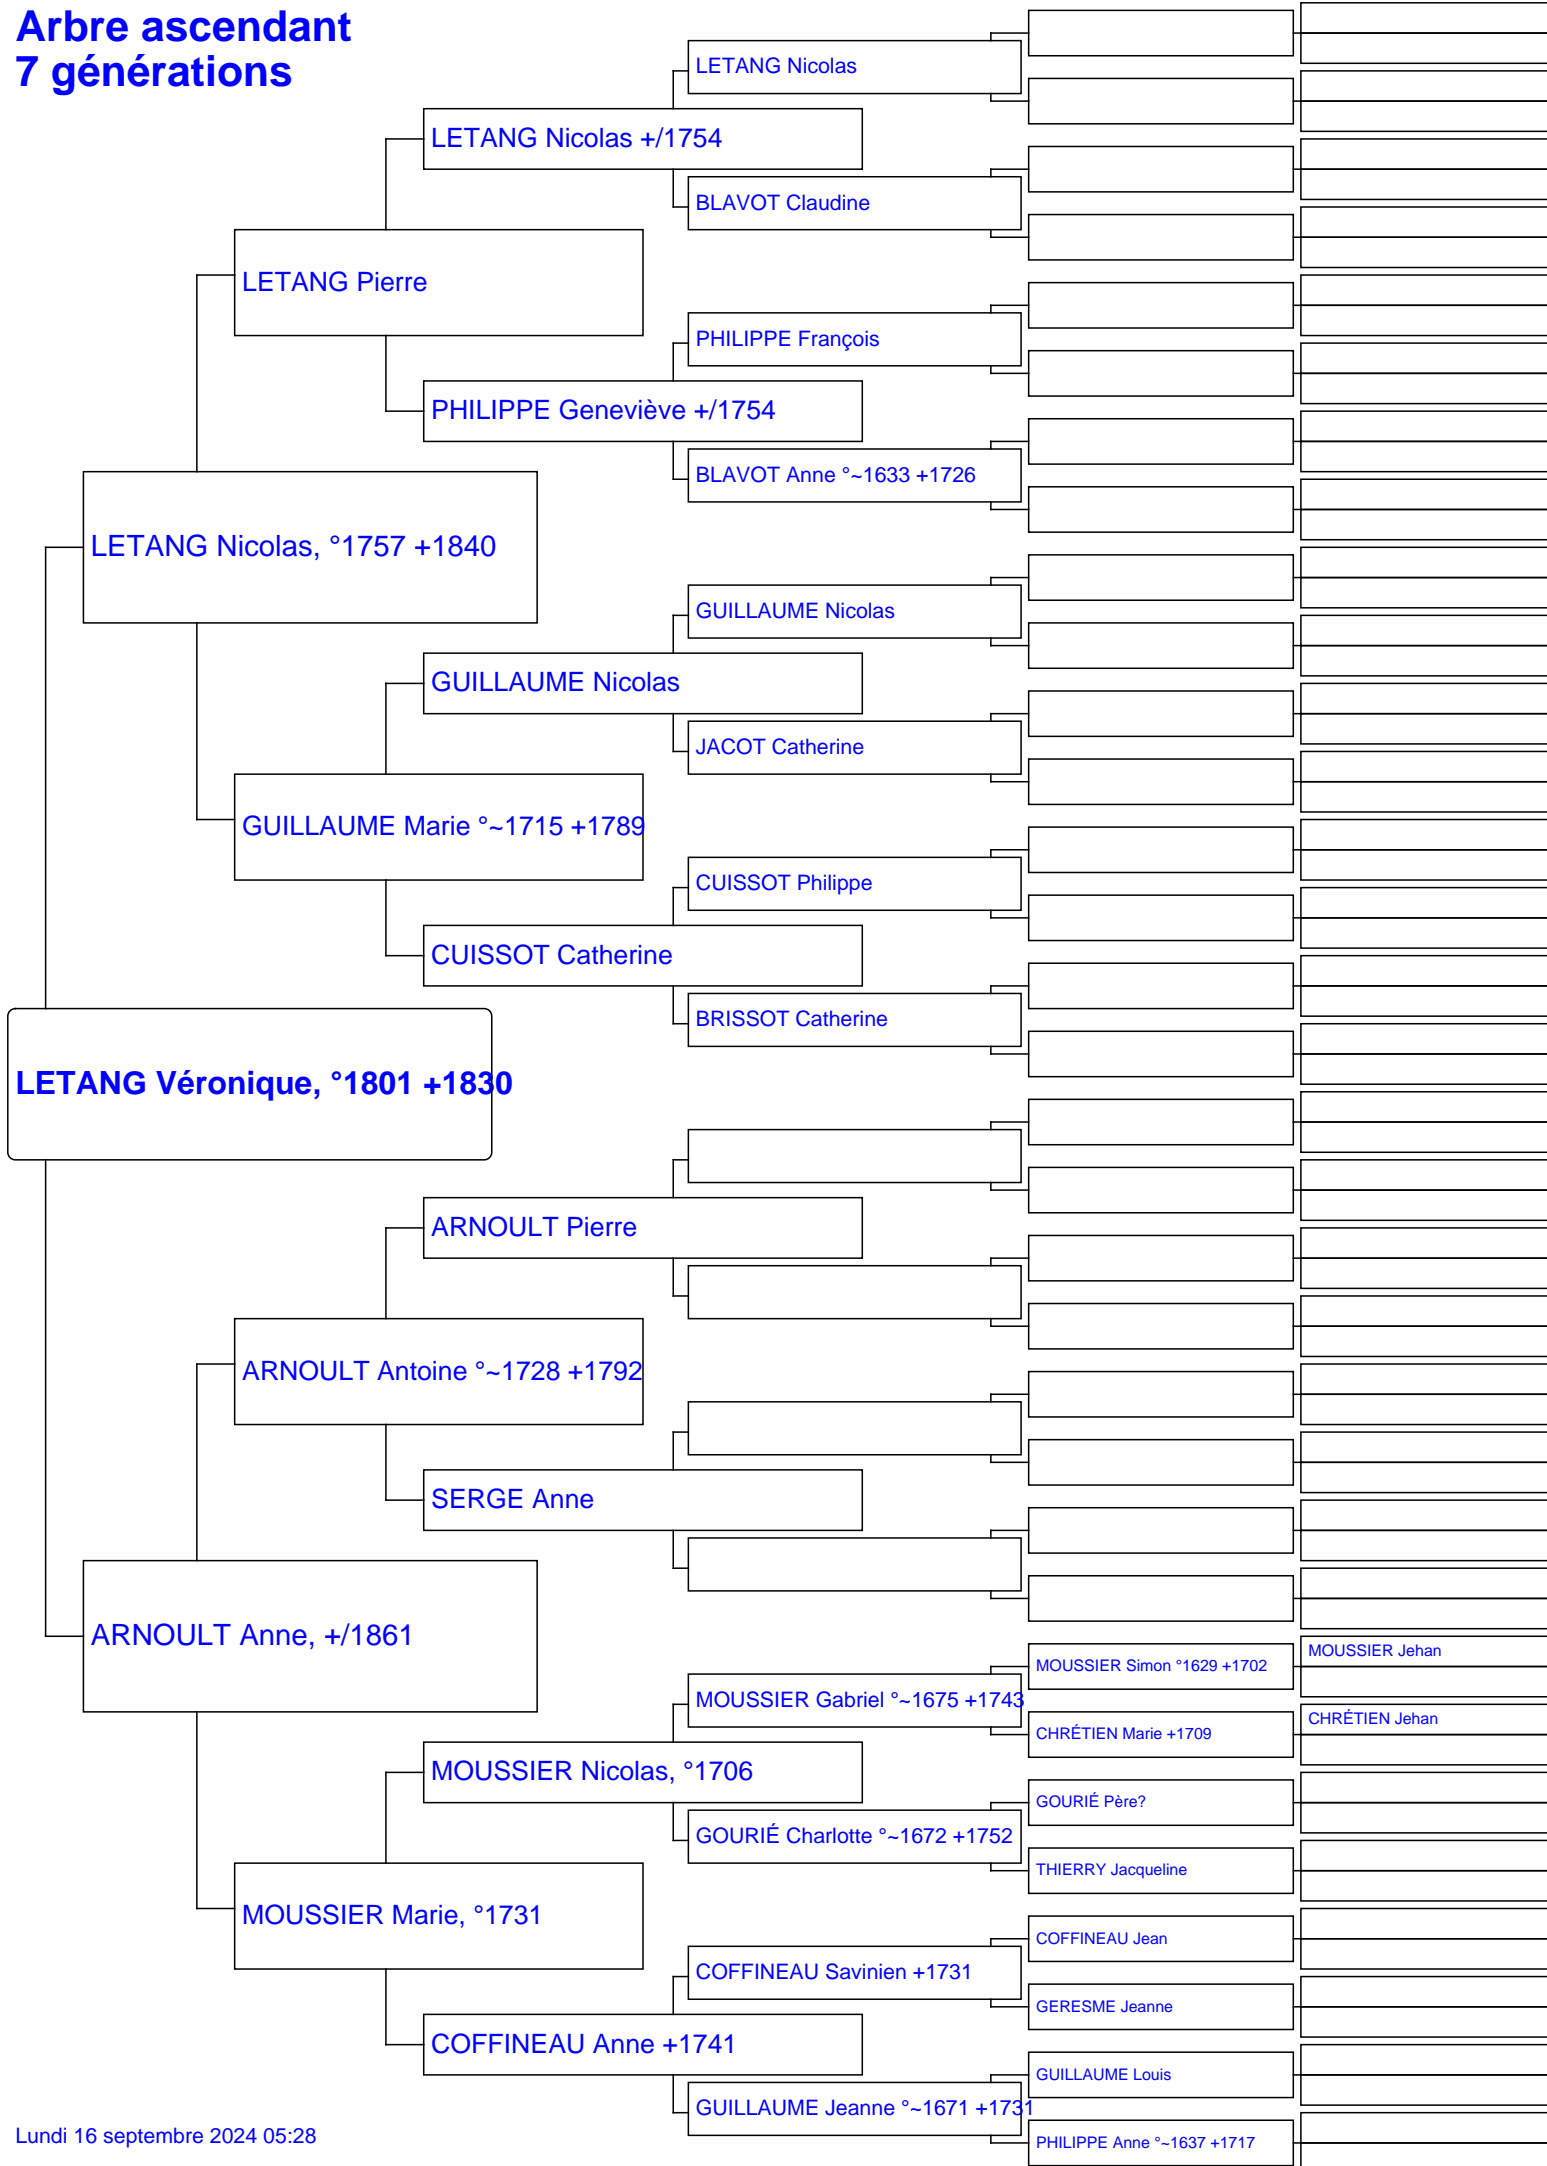 Arbre ascendant
7 générations
LETANG Nicolas
LETANG Nicolas +/1754
BLAVOT Claudine
LETANG Pierre
PHILIPPE François
PHILIPPE Geneviève +/1754
BLAVOT Anne °~1633 +1726
LETANG Nicolas, °1757 +1840
GUILLAUME Nicolas
GUILLAUME Nicolas
JACOT Catherine
GUILLAUME Marie °~1715 +1789
CUISSOT Philippe
CUISSOT Catherine
BRISSOT Catherine
LETANG Véronique, °1801 +1830
ARNOULT Pierre
ARNOULT Antoine °~1728 +1792
SERGE Anne
ARNOULT Anne, +/1861
MOUSSIER Jehan
MOUSSIER Simon °1629 +1702
MOUSSIER Gabriel °~1675 +1743
CHRÉTIEN Jehan
CHRÉTIEN Marie +1709
MOUSSIER Nicolas, °1706
GOURIÉ Père?
GOURIÉ Charlotte °~1672 +1752
THIERRY Jacqueline
MOUSSIER Marie, °1731
COFFINEAU Jean
COFFINEAU Savinien +1731
GERESME Jeanne
COFFINEAU Anne +1741
GUILLAUME Louis
GUILLAUME Jeanne °~1671 +1731
PHILIPPE Anne °~1637 +1717
Lundi 16 septembre 2024 05:28